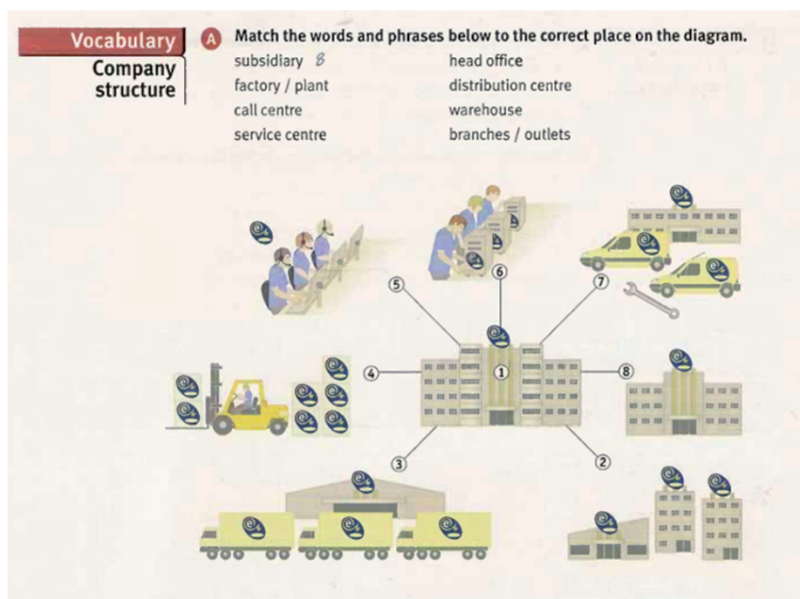 Vocabulary
Company
structure
A Match the words and phrases below to the correct place on the diagram.
subsidiary 8
factory / plant
call centre
service centre
head office
distribution centre
warehouse
branches / outlets
5
6
7
4
1
8
3
2